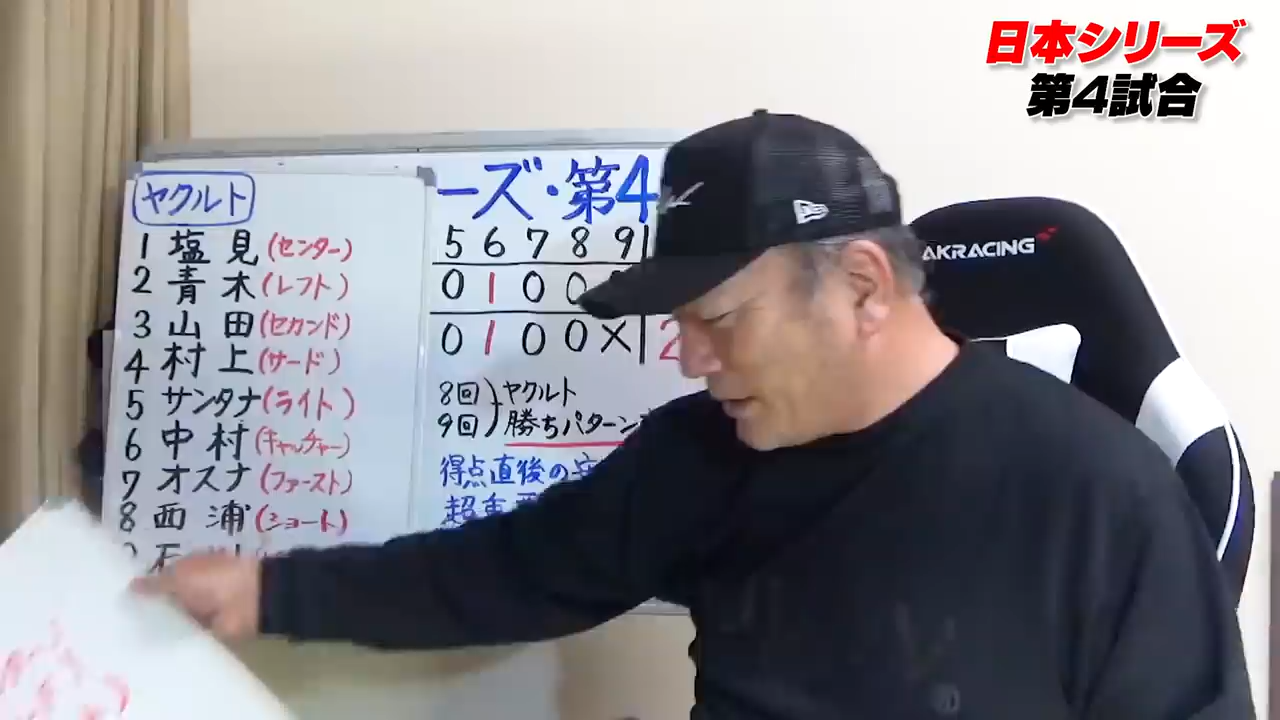 日本シリーズ
第4試合
ヤクルト
1 塩見(センター)
2 青木(レフト)
3 山田(セカンド)
4 村上(サード)
5 サンタナ(ライト)
6 中村(キャッチャー)
7 オスナ(ファースト)
8 西浦(ショート)
ーズ・第4
5 6 7 8 9
0 1 0 0
0 1 0 0 X 2
8回 ヤクルト
9回 勝ちパターン
得点直後の
AKRACING